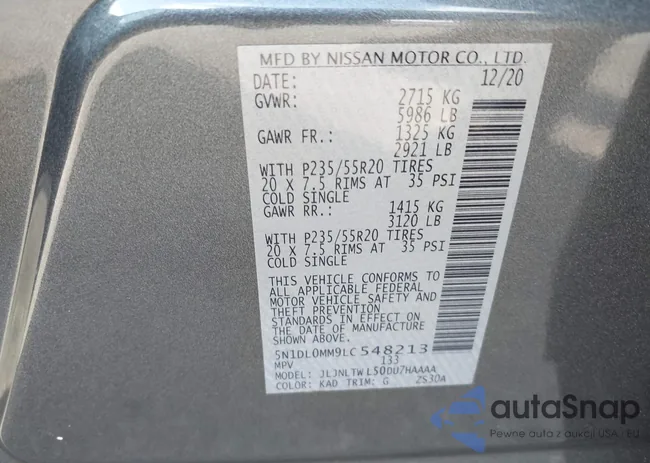 MFD BY NISSAN MOTOR CO., LTD.
DATE: 12/20
GVWR: 2715 KG
5986 LB
GAWR FR.: 1325 KG
2921 LB
WITH P235/55R20 TIRES
20 X 7.5 RIMS AT 35 PSI
COLD SINGLE
GAWR RR.: 1415 KG
3120 LB
WITH P235/55R20 TIRES
20 X 7.5 RIMS AT 35 PSI
COLD SINGLE
THIS VEHICLE CONFORMS TO
ALL APPLICABLE FEDERAL
MOTOR VEHICLE SAFETY AND
THEFT PREVENTION
STANDARDS IN EFFECT ON
THE DATE OF MANUFACTURE
SHOWN ABOVE.
5N1DL0MM9LC548213
MPV 133
MODEL: JLJNLTWL50DU7HAAAA
COLOR: KAD TRIM: G ZS30A
autaSnap
Pewne auta z aukcji USA i EU